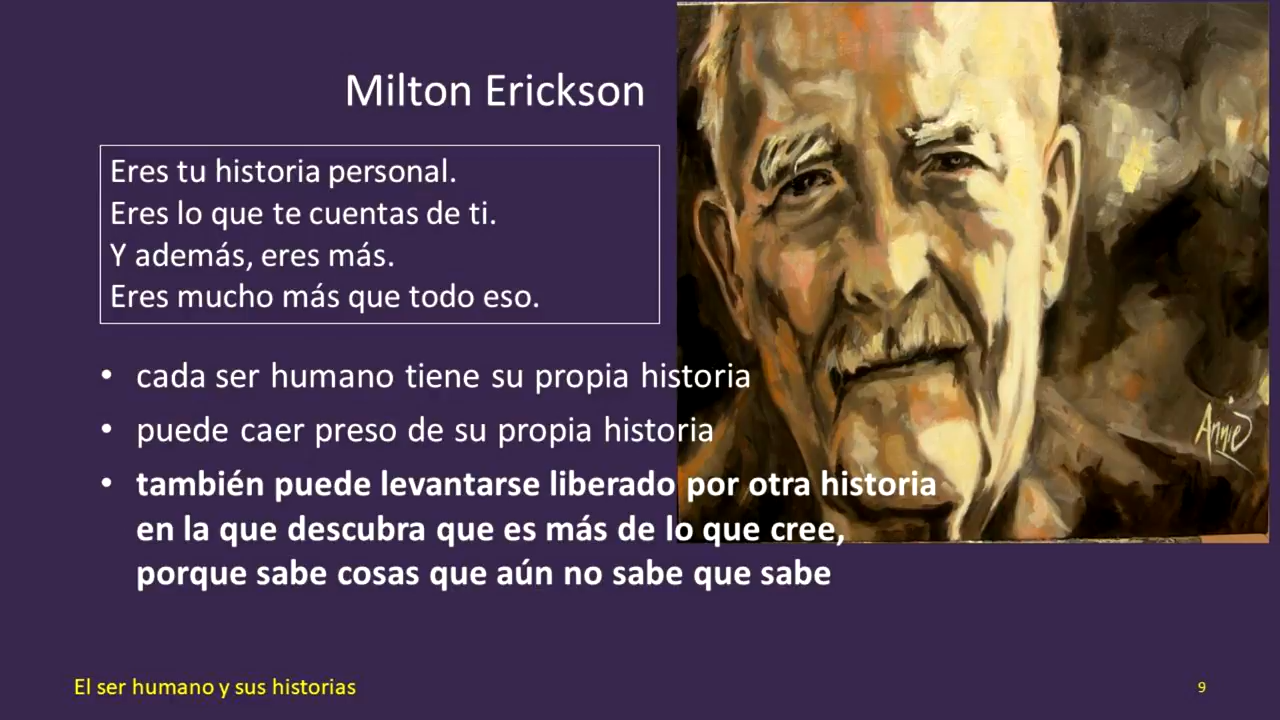 Milton Erickson
Eres tu historia personal.
Eres lo que te cuentas de ti.
Y además, eres más.
Eres mucho más que todo eso.
• cada ser humano tiene su propia historia
• puede caer preso de su propia historia
• también puede levantarse liberado por otra historia
en la que descubra que es más de lo que cree,
porque sabe cosas que aún no sabe que sabe
Annie
El ser humano y sus historias
9